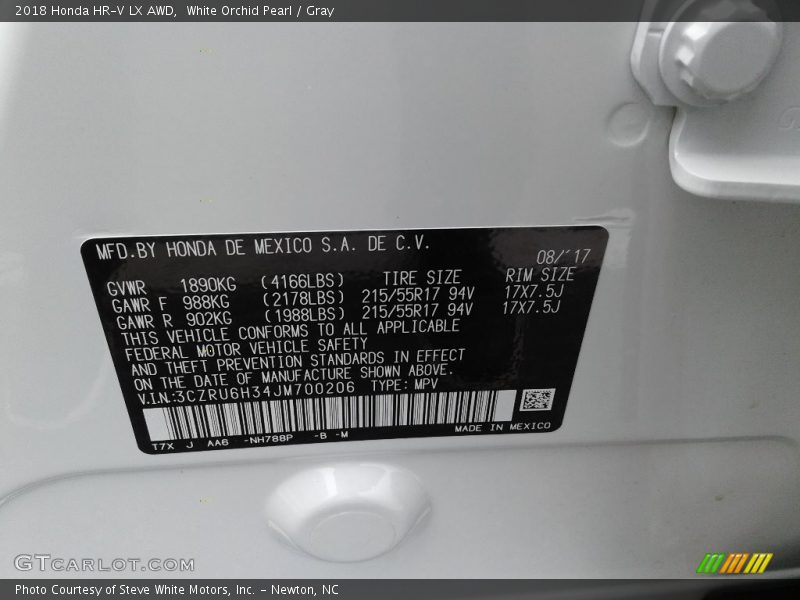 2018 Honda HR-V LX AWD, White Orchid Pearl / Gray
MFD.BY HONDA DE MEXICO S.A. DE C.V.
08/´17
GVWR 1890KG (4166LBS) TIRE SIZE RIM SIZE
GAWR F 988KG (2178LBS) 215/55R17 94V 17X7.5J
GAWR R 902KG (1988LBS) 215/55R17 94V 17X7.5J
THIS VEHICLE CONFORMS TO ALL APPLICABLE
FEDERAL MOTOR VEHICLE SAFETY
AND THEFT PREVENTION STANDARDS IN EFFECT
ON THE DATE OF MANUFACTURE SHOWN ABOVE.
V.I.N:3CZRU6H34JM700206 TYPE: MPV
T7X J AA6 -NH788P -B -M MADE IN MEXICO
GTCARLOT.COM
Photo Courtesy of Steve White Motors, Inc. - Newton, NC